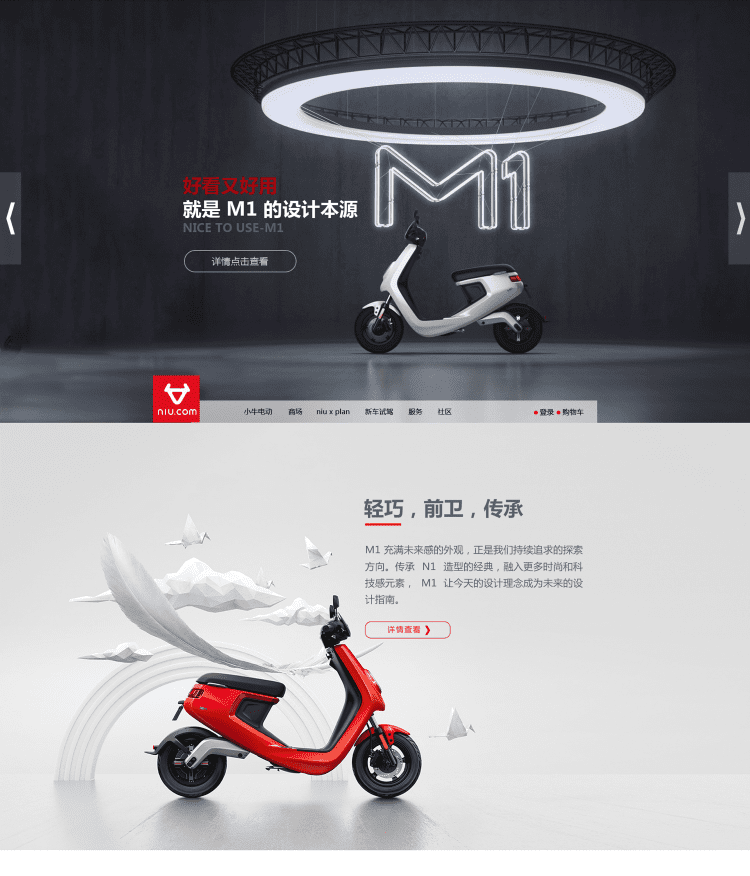 M1
好看又好用
就是 M1 的设计本源
NICE TO USE-M1
详情点击查看
niu.com
小牛电动 商场 niu x plan 新车试驾 服务 社区 登录 购物车
轻巧，前卫，传承
M1 充满未来感的外观，正是我们持续追求的探索
方向。传承 N1 造型的经典，融入更多时尚和科
技感元素， M1 让今天的设计理念成为未来的设
计指南。
详情查看